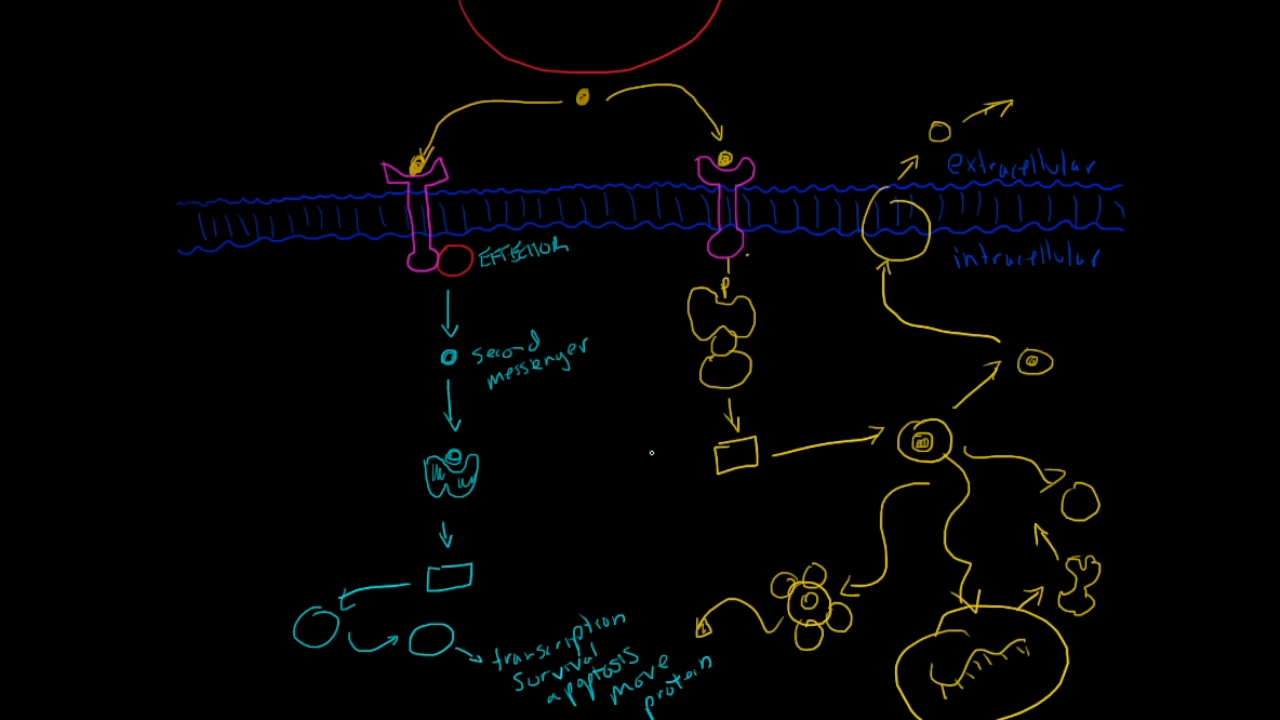 extracellular
intracellular
EFFECTOR
P
second
messenger
transcription
survival
apoptosis
move
protein